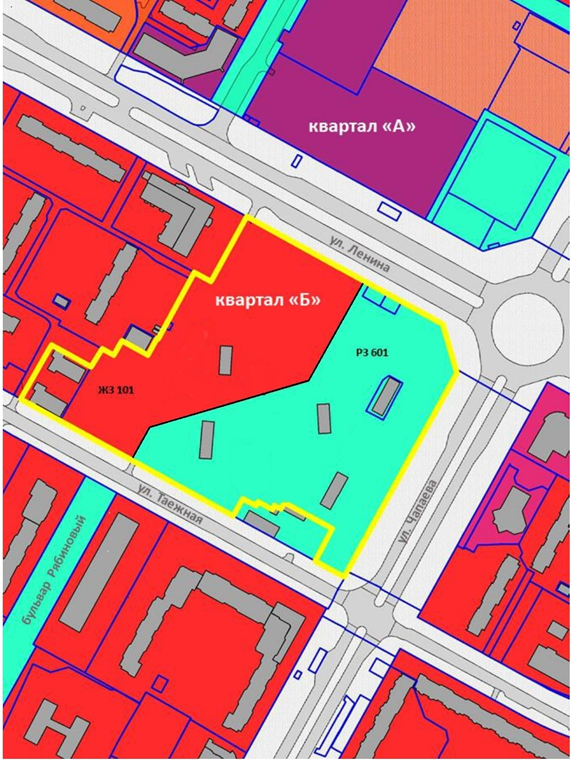 квартал «А»
ул. Ленина
квартал «Б»
РЗ 601
ЖЗ 101
ул. Таежная
ул. Чапаева
бульвар Рябиновый